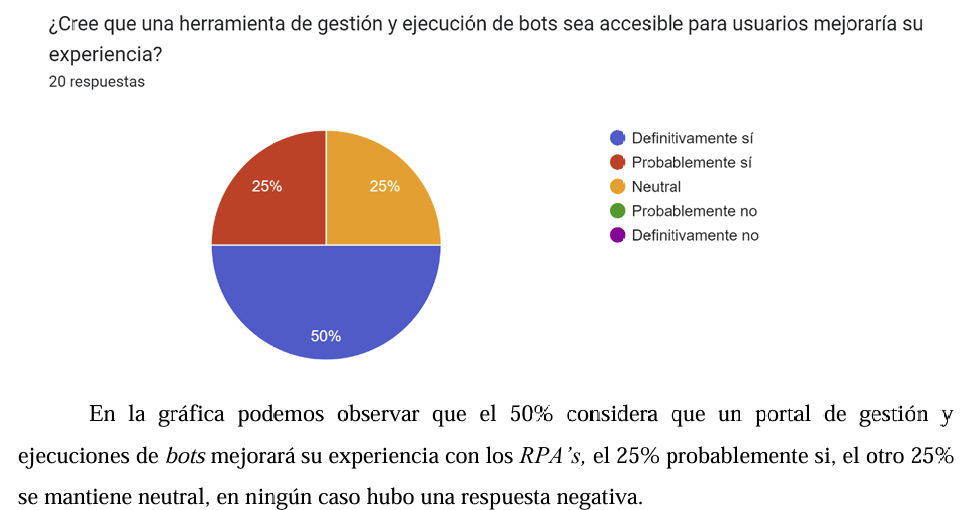 ¿Cree que una herramienta de gestión y ejecución de bots sea accesible para usuarios mejoraría su
experiencia?
20 respuestas
25%
25%
50%
Definitivamente sí
Probablemente sí
Neutral
Probablemente no
Definitivamente no
En la gráfica podemos observar que el 50% considera que un portal de gestión y
ejecuciones de bots mejorará su experiencia con los RPA's, el 25% probablemente si, el otro 25%
se mantiene neutral, en ningún caso hubo una respuesta negativa.